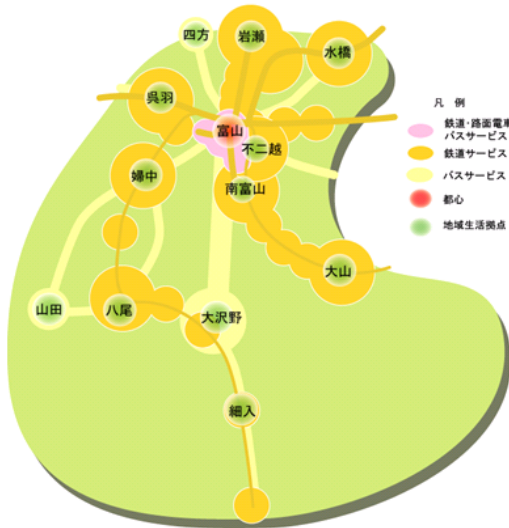 四方
岩瀬
水橋
呉羽
富山
不二越
婦中
南富山
大山
山田
八尾
大沢野
細入
凡 例
鉄道・路面電車
バスサービス
鉄道サービス
バスサービス
都心
地域生活拠点